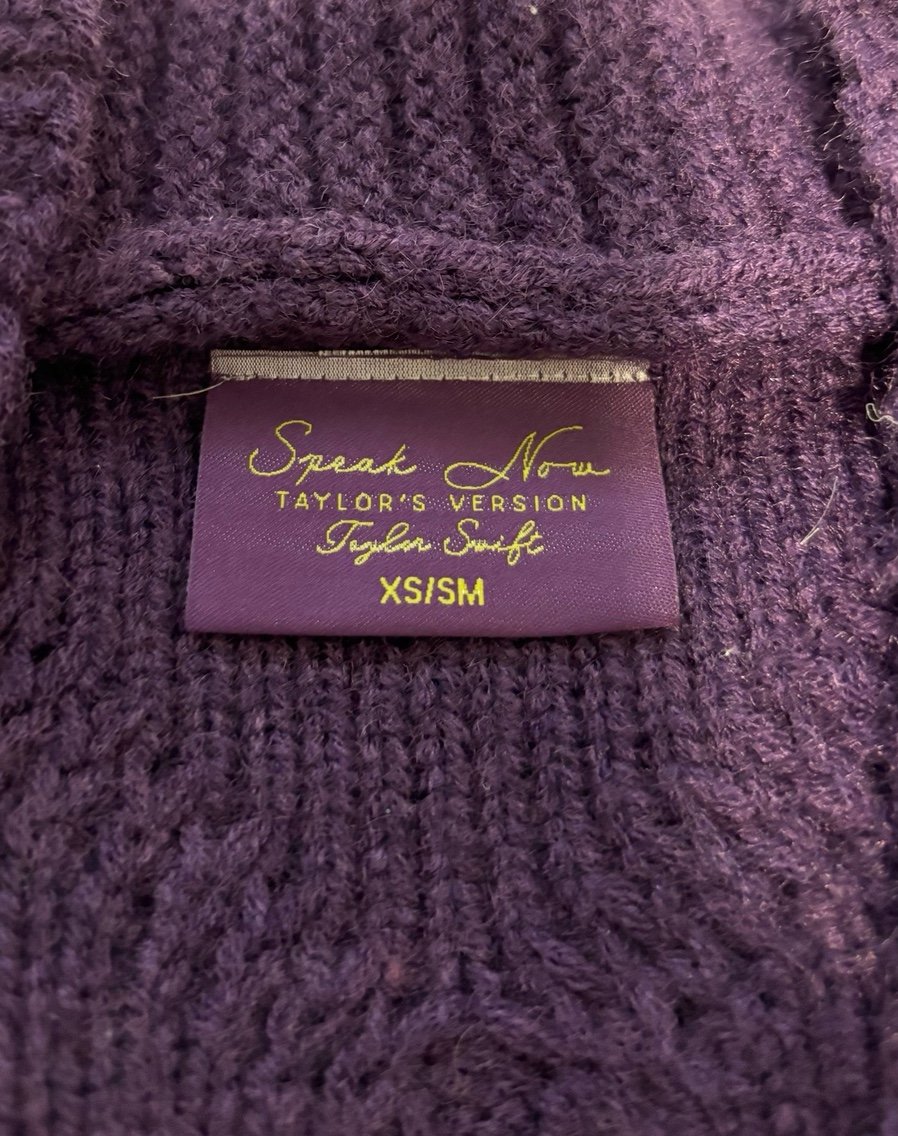 Speak Now
TAYLOR'S VERSION
Taylor Swift
XS/SM